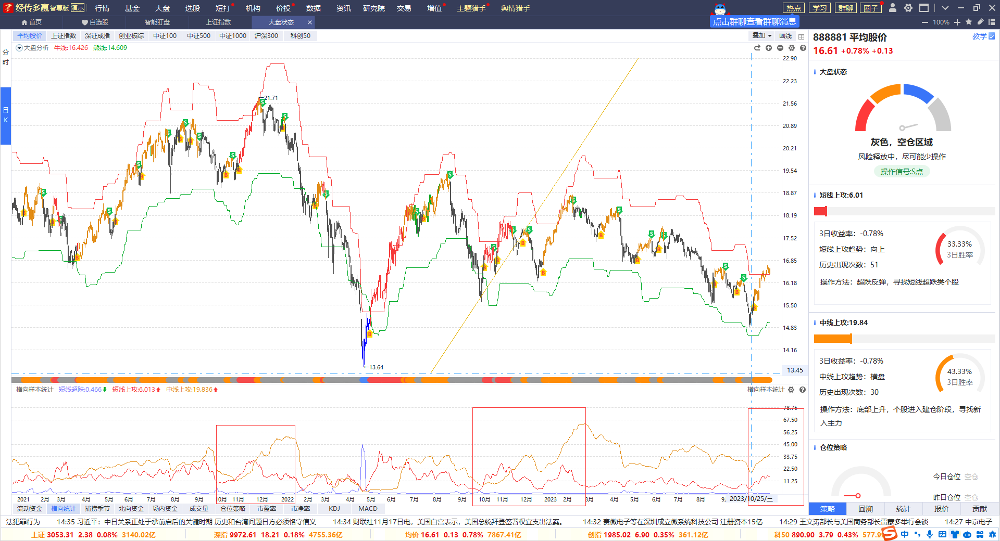 经传多赢 智尊版 演示 行情 基金 大盘 选股 短打 机构 价投 数据 资讯 研究院 交易 增值 主题猎手 舆情猎手 热点 学习 群聊 圈子
首页 自选股 智能盯盘 上证指数 大盘状态 × 点击群聊查看群聊消息 100%
平均股价 上证指数 深证成指 创业板综 中证100 中证500 中证1000 沪深300 科创50 叠加 画线
大盘分析 牛线:16.426 熊线:14.609
分时
日K
22.90
22.23
21.56
20.89
20.21
19.54
18.87
18.19
17.52
16.85
16.18
15.50
14.83
14.16
13.45
21.71
13.64
横向样本统计 短线超跌:0.466 短线上攻:6.013 中线上攻:19.836 横向样本统计
78.75
67.50
56.25
45.00
33.75
22.50
11.25
2021 2月 3月 4月 5月 6月 7月 8月 9月 10月 11月 12月 2022 2月 3月 4月 5月 6月 7月 8月 9月 10月 11月 12月 2023 2月 3月 4月 5月 6月 7月 8月 2023/10/25/三
流动资金 横向统计 捕捞季节 北向资金 场内资金 成交量 仓位策略 市盈率 市净率 KDJ MACD
888881 平均股价 教学
16.61 +0.78% +0.13
大盘状态
灰色，空仓区域
风险释放中，尽可能少操作
操作信号:S点
短线上攻:6.01
3日收益率：-0.78%
短线上攻趋势：向上
历史出现次数：51
33.33%
3日胜率
操作方法：超跌反弹，寻找短线超跌类个股
中线上攻:19.84
3日收益率：-0.78%
中线上攻趋势：横盘
历史出现次数：30
43.33%
3日胜率
操作方法：底部上升，个股进入建仓阶段，寻找新
入主力
仓位策略
今日仓位 空仓
昨日仓位 空仓
策略 回溯 统计 报价 贡献
法犯罪行为 14:35 习近平：中日关系正处于承前启后的关键时期 历史和台湾问题日方必须恪守信义 14:34 财联社11月17日电，美国白宫表示，美国总统拜登签署权宜支出法案。 14:32 赛微电子等在深圳成立微系统科技公司 注册资本15亿 14:29 王文涛部长与美国商务部长雷蒙多举行会谈 14:27 中京电子
上证 3053.31 2.38 0.08% 3140.02亿 深指 9972.61 18.21 0.18% 4755.36亿 均价 16.61 0.13 0.78% 7867.41亿 创指 1985.02 6.90 0.35% 361.12亿 科50 890.90 3.79 0.43% 577.9 中